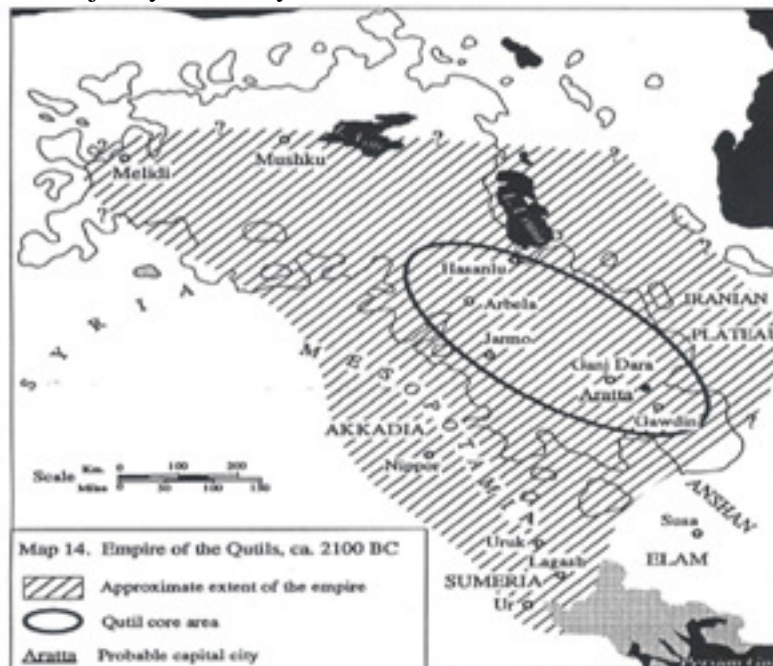 Melidi
Mushku
Hasanlu
Arbela
IRANIAN
PLATEAU
Jarmo
Ganj Dara
Aratta
Gawdin
SYRIA
MESOPOTAMIA
AKKADIA
Nippor
Scale Km. 0 100 200
Miles 0 50 100 150
ANSHAN
Susa
ELAM
Uruk
Lagash
SUMERIA
Ur
Map 14. Empire of the Qutils, ca. 2100 BC
Approximate extent of the empire
Qutil core area
Aratta Probable capital city